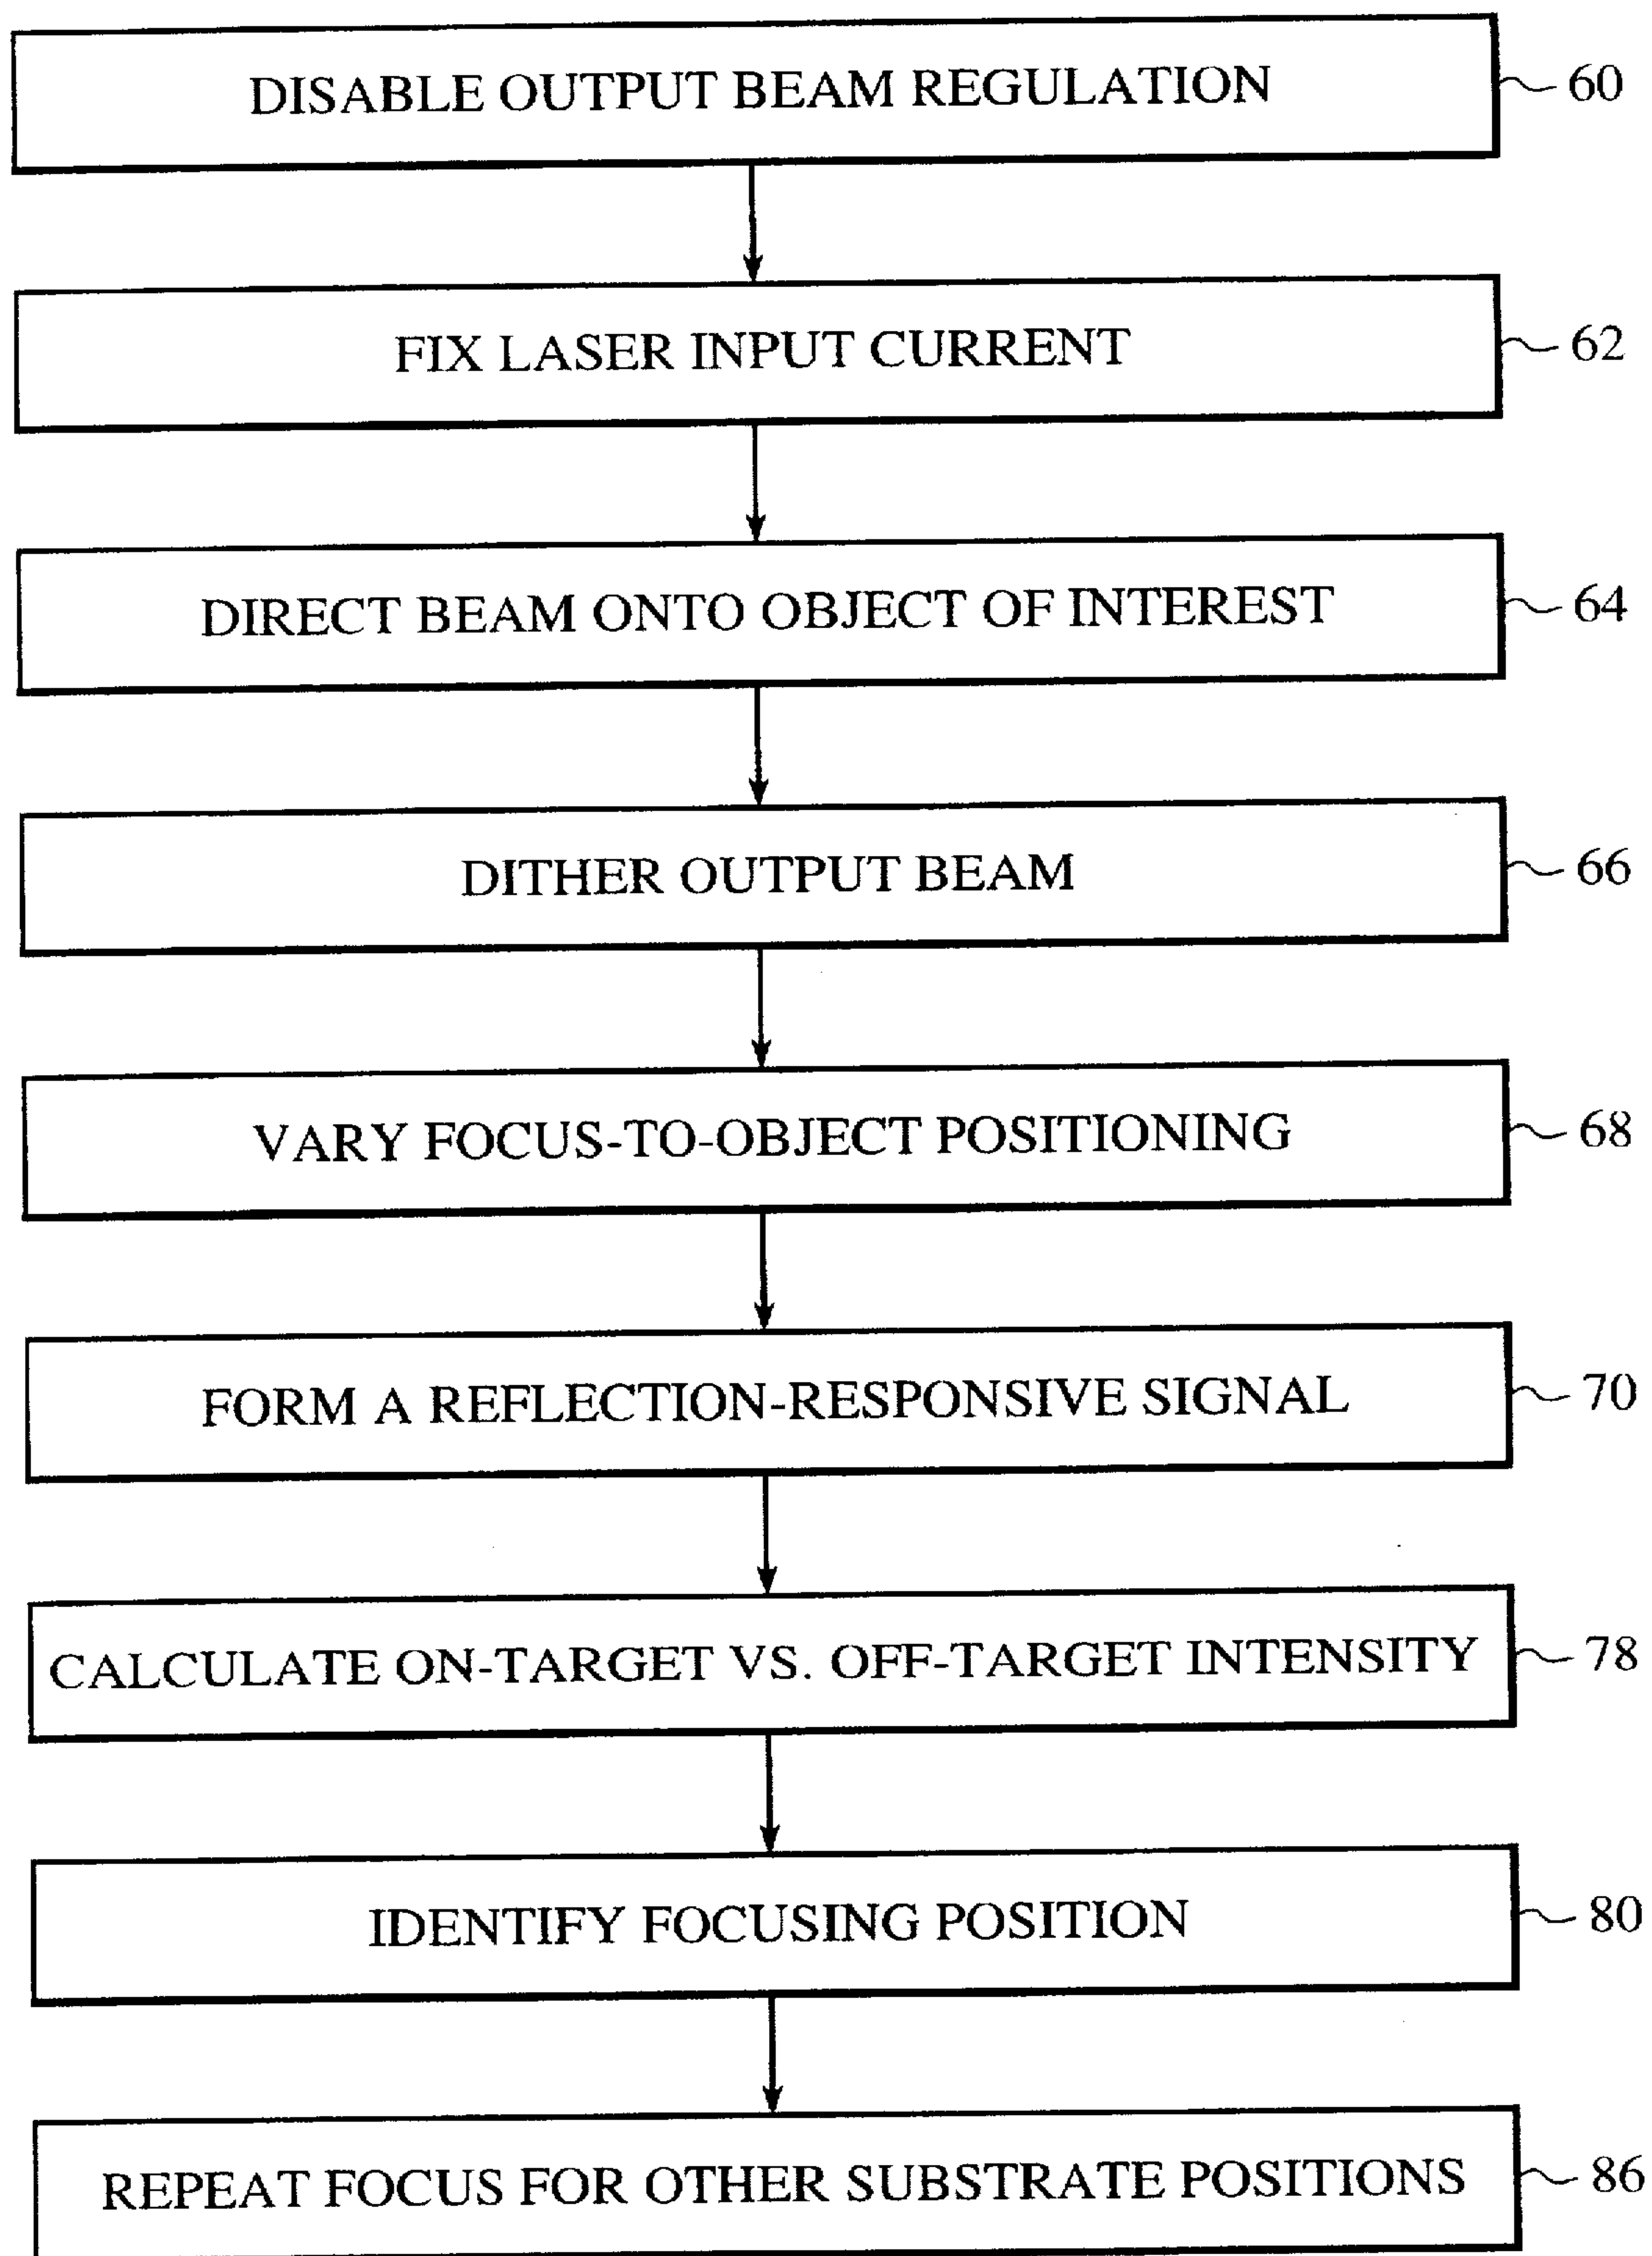 DISABLE OUTPUT BEAM REGULATION 60
FIX LASER INPUT CURRENT 62
DIRECT BEAM ONTO OBJECT OF INTEREST 64
DITHER OUTPUT BEAM 66
VARY FOCUS-TO-OBJECT POSITIONING 68
FORM A REFLECTION-RESPONSIVE SIGNAL 70
CALCULATE ON-TARGET VS. OFF-TARGET INTENSITY 78
IDENTIFY FOCUSING POSITION 80
REPEAT FOCUS FOR OTHER SUBSTRATE POSITIONS 86